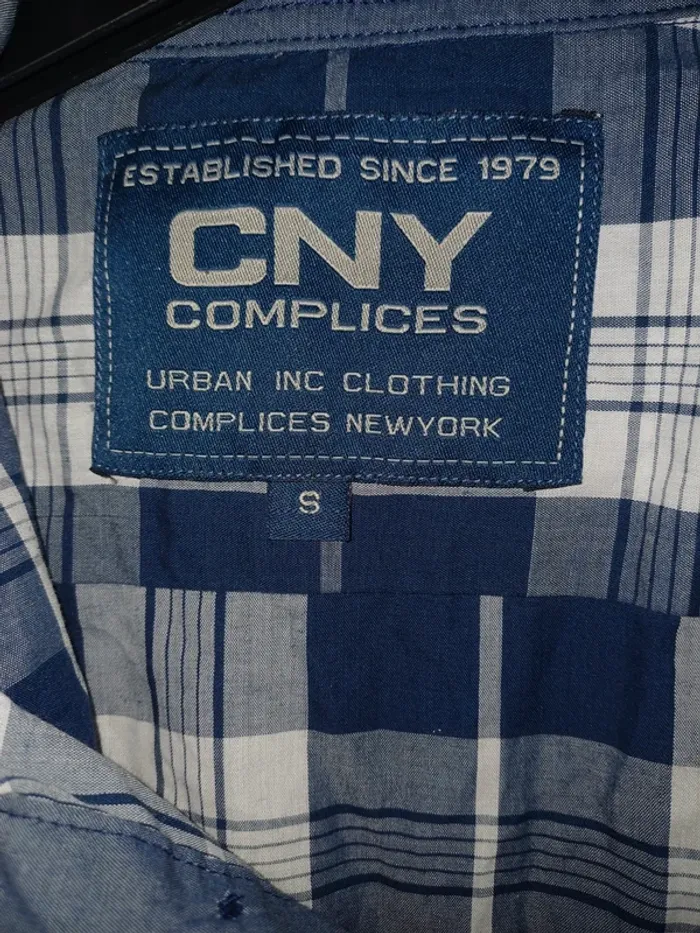 ESTABLISHED SINCE 1979
CNY
COMPLICES
URBAN INC CLOTHING
COMPLICES NEWYORK
S